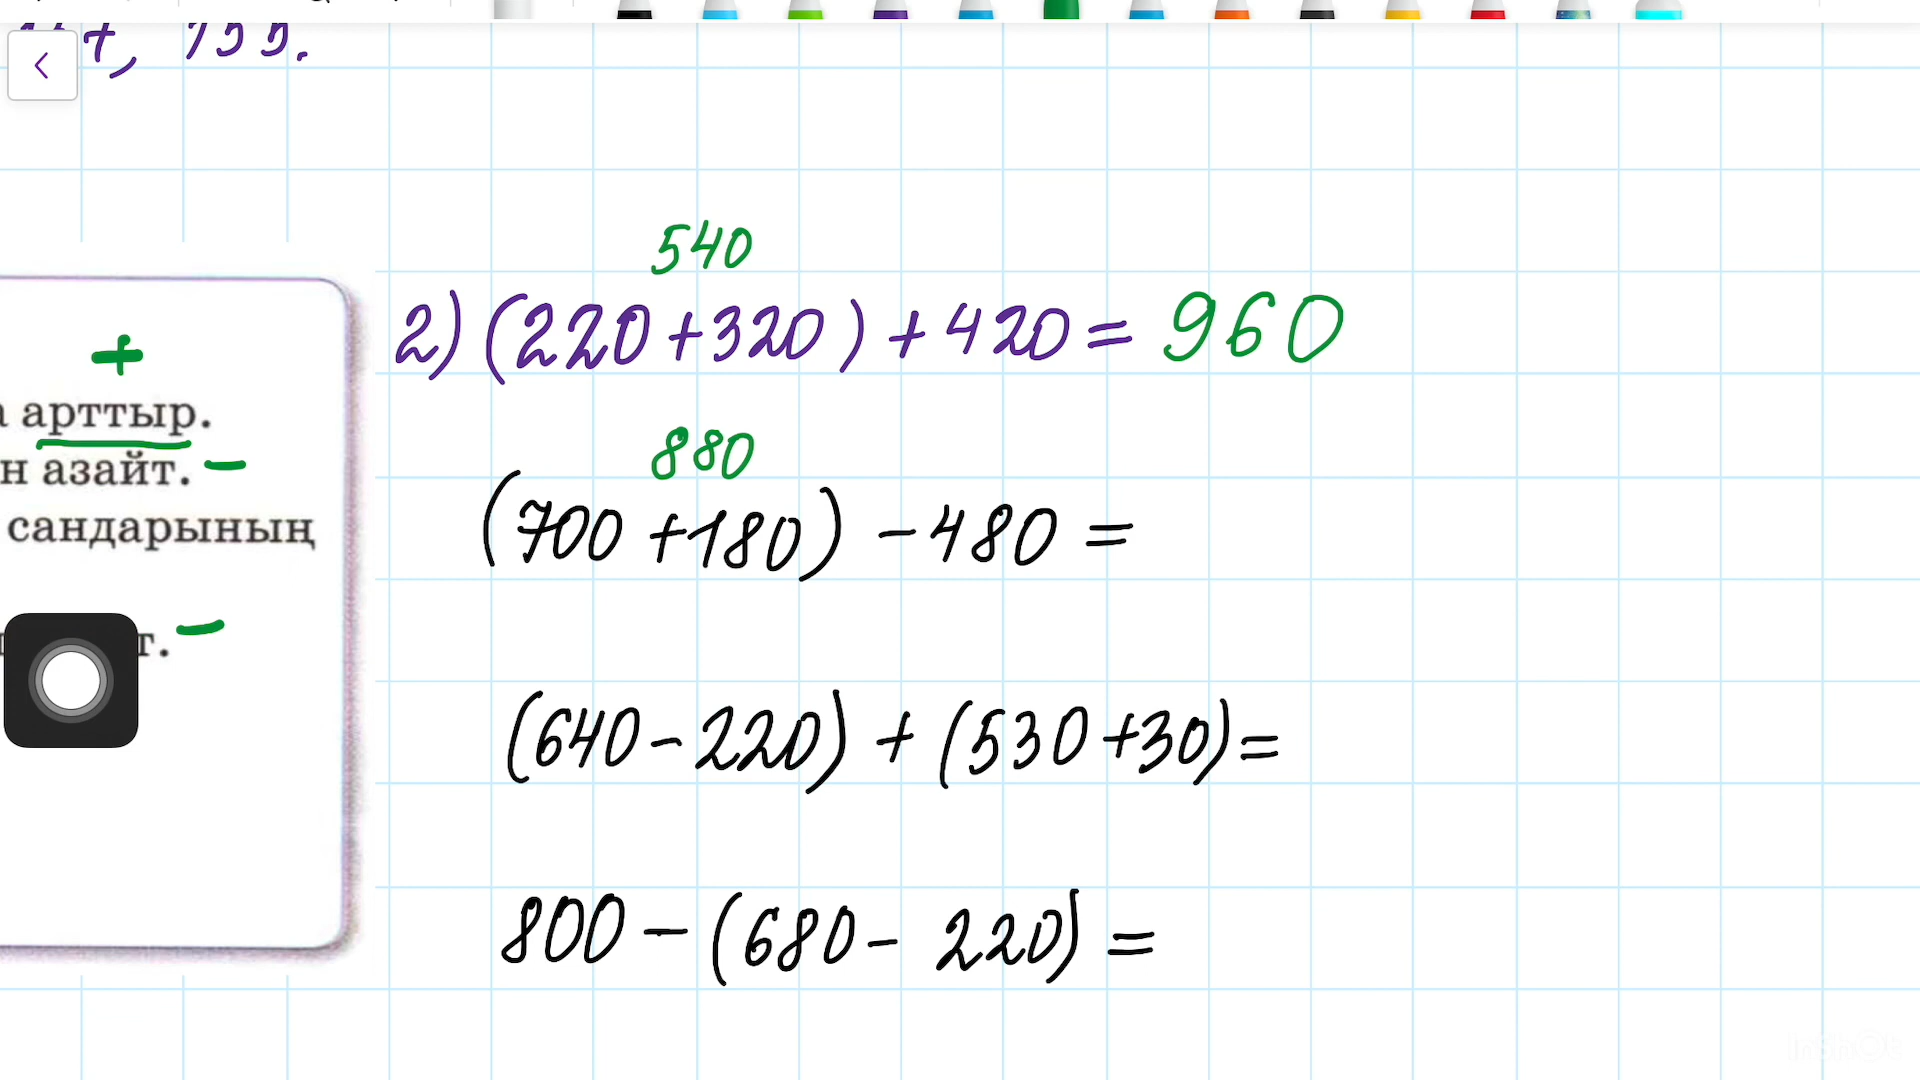 155.
540
2) (220+320) + 420 = 960
арттыр.
880
н азайт. –
(700 + 180) - 480 =
сандарының
т. –
(640 - 220) + (530 + 30) =
800 - (680 - 220) =